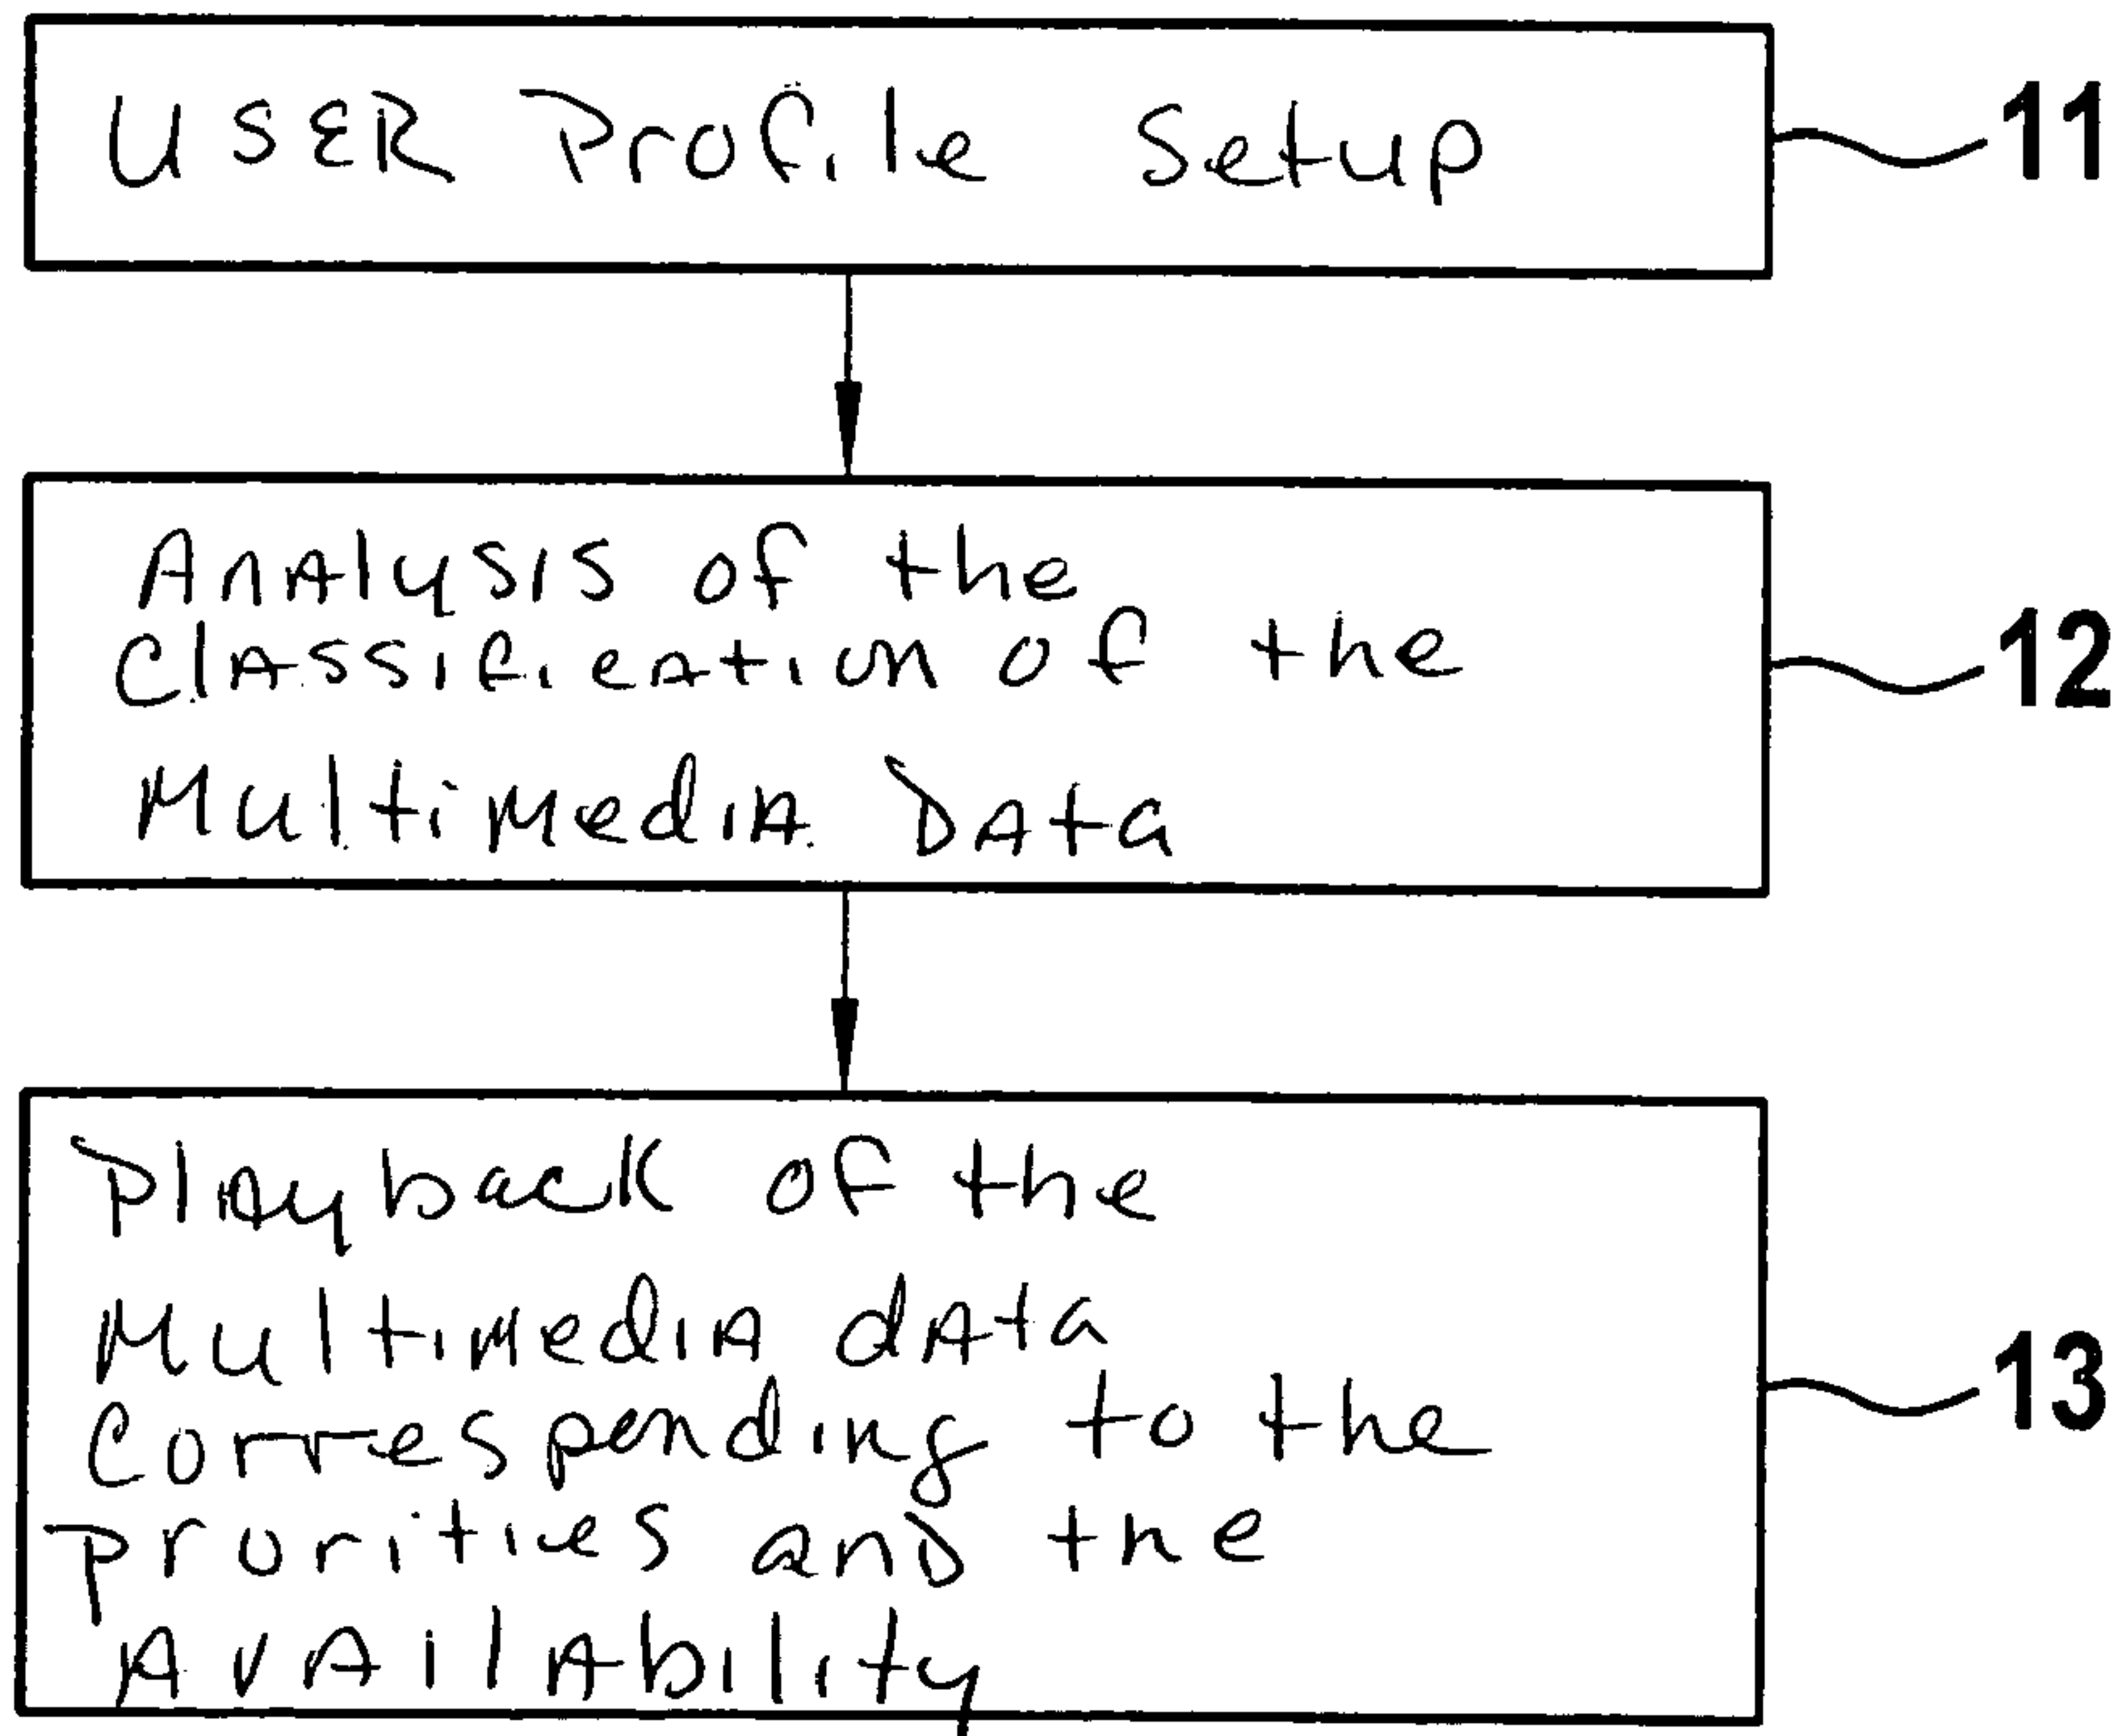 USER Profile Setup
11
Analysis of the
Classification of the
Multimedia Data
12
Playback of the
Multimedia data
Corresponding to the
prorities and the
Availability
13